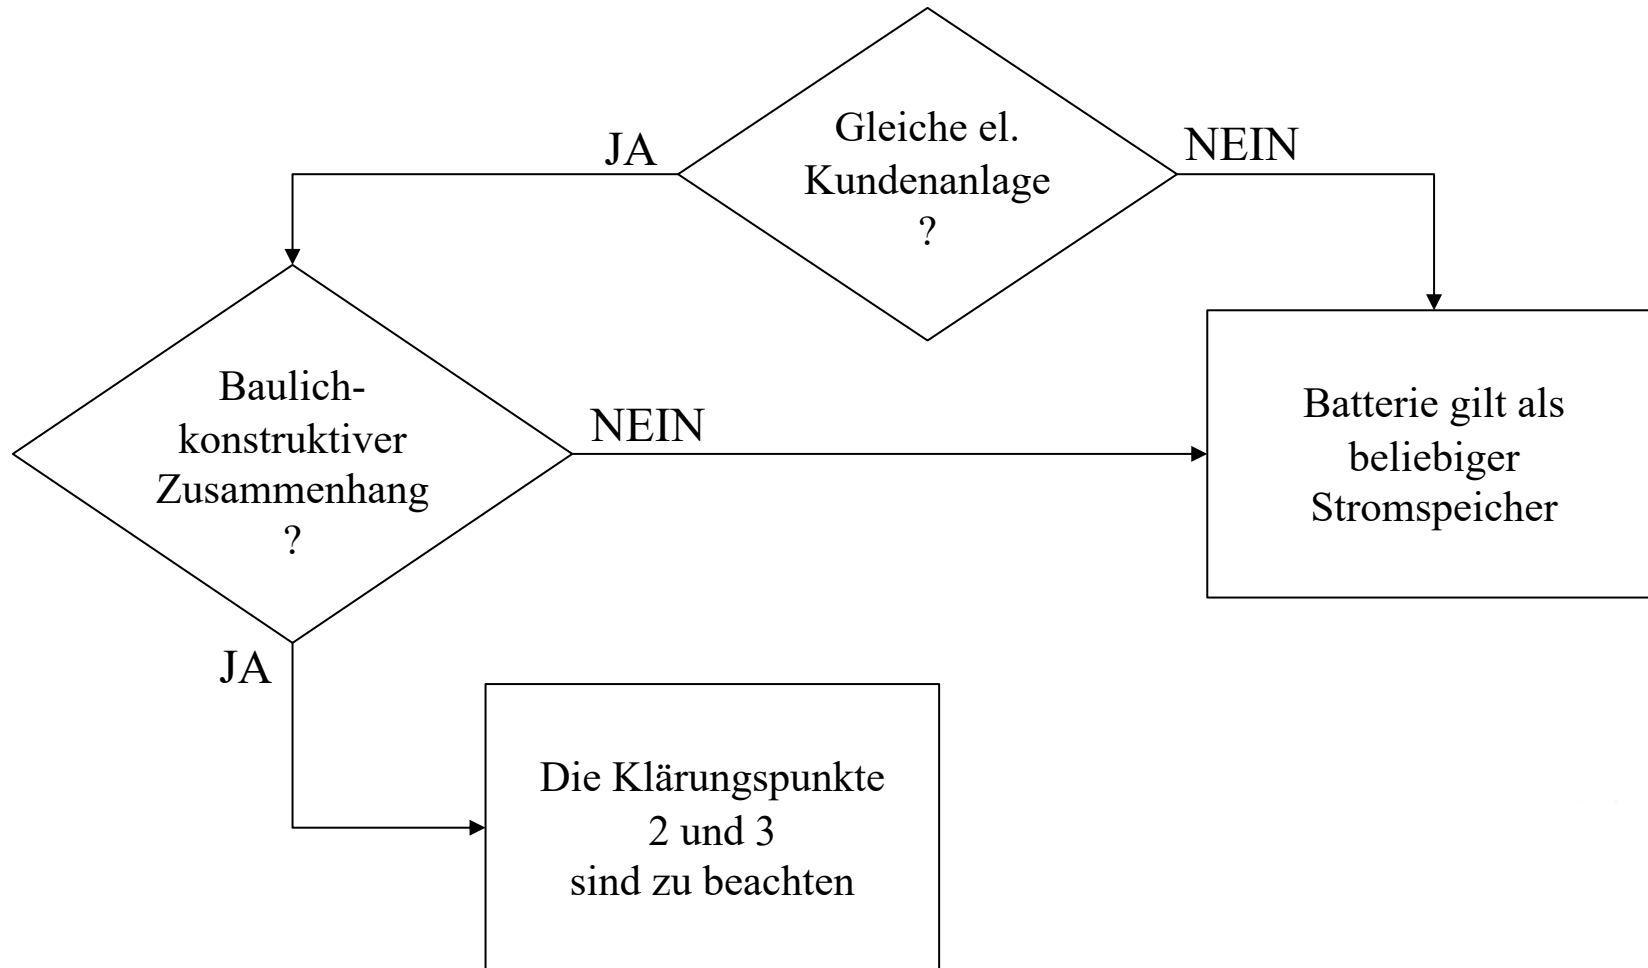 Gleiche el.
Kundenanlage
?
JA
NEIN
Baulich-
konstruktiver
Zusammenhang
?
NEIN
Batterie gilt als
beliebiger
Stromspeicher
JA
Die Klärungspunkte
2 und 3
sind zu beachten